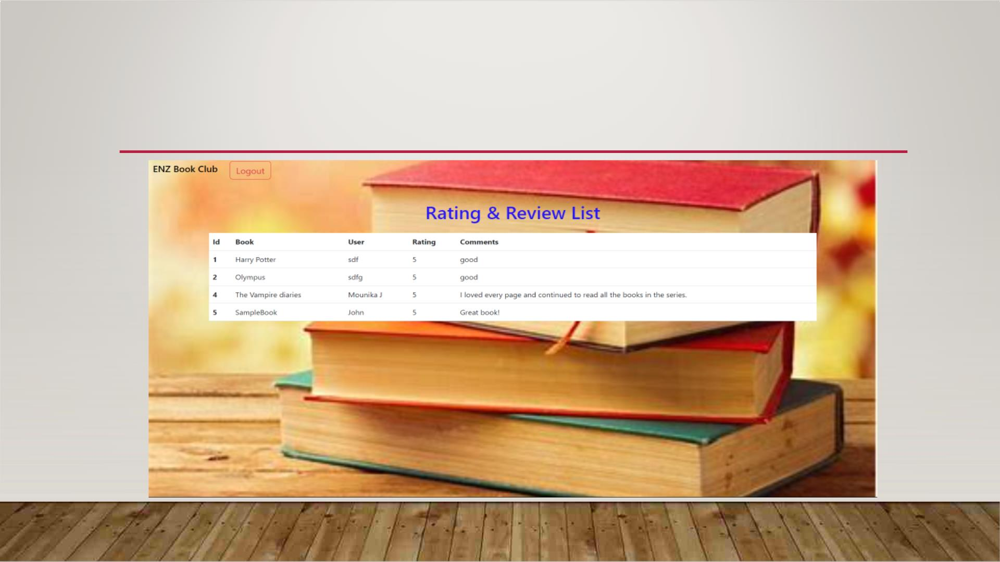 ENZ Book Club Logout
Rating & Review List
Id Book User Rating Comments
1 Harry Potter sdf 5 good
2 Olympus sdfg 5 good
4 The Vampire diaries Mounika J 5 I loved every page and continued to read all the books in the series.
5 SampleBook John 5 Great book!